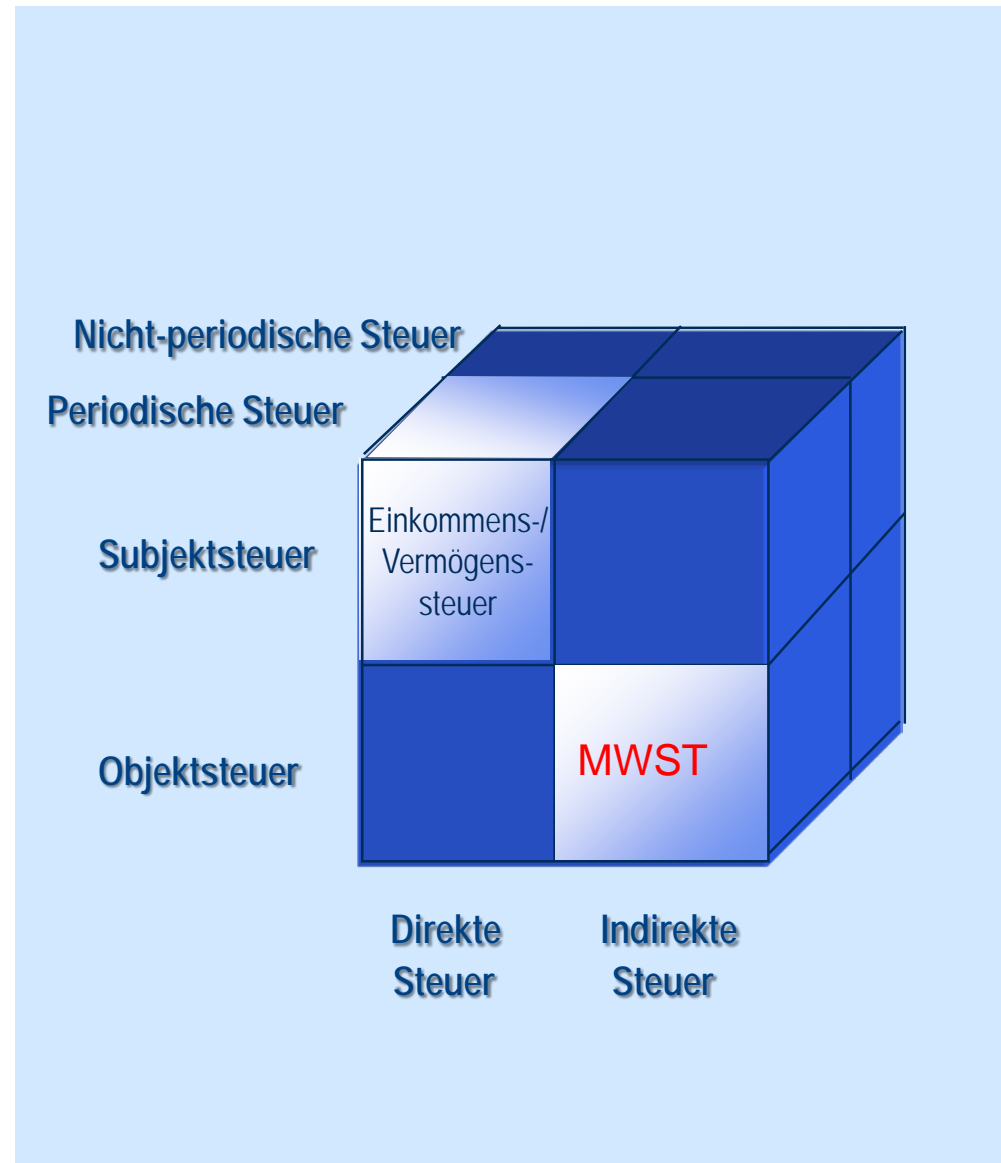 Nicht-periodische Steuer
Periodische Steuer
Subjektsteuer
Einkommens-/
Vermögens-
steuer
Objektsteuer
MWST
Direkte
Steuer
Indirekte
Steuer